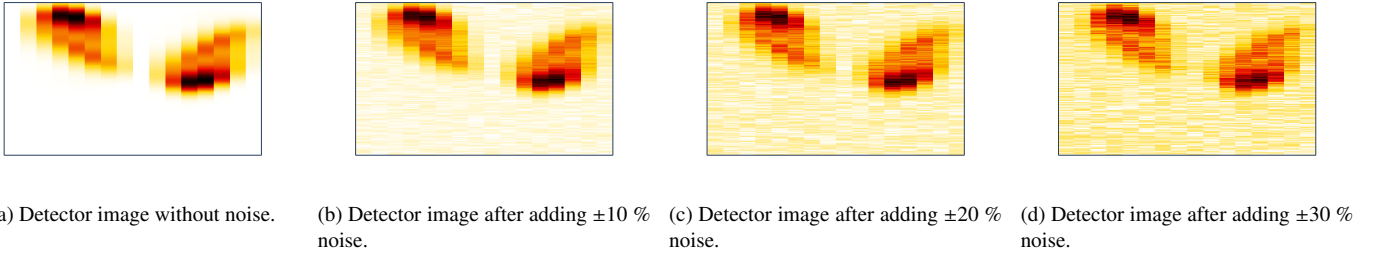 a) Detector image without noise.
(b) Detector image after adding ±10 %
noise.
(c) Detector image after adding ±20 %
noise.
(d) Detector image after adding ±30 %
noise.